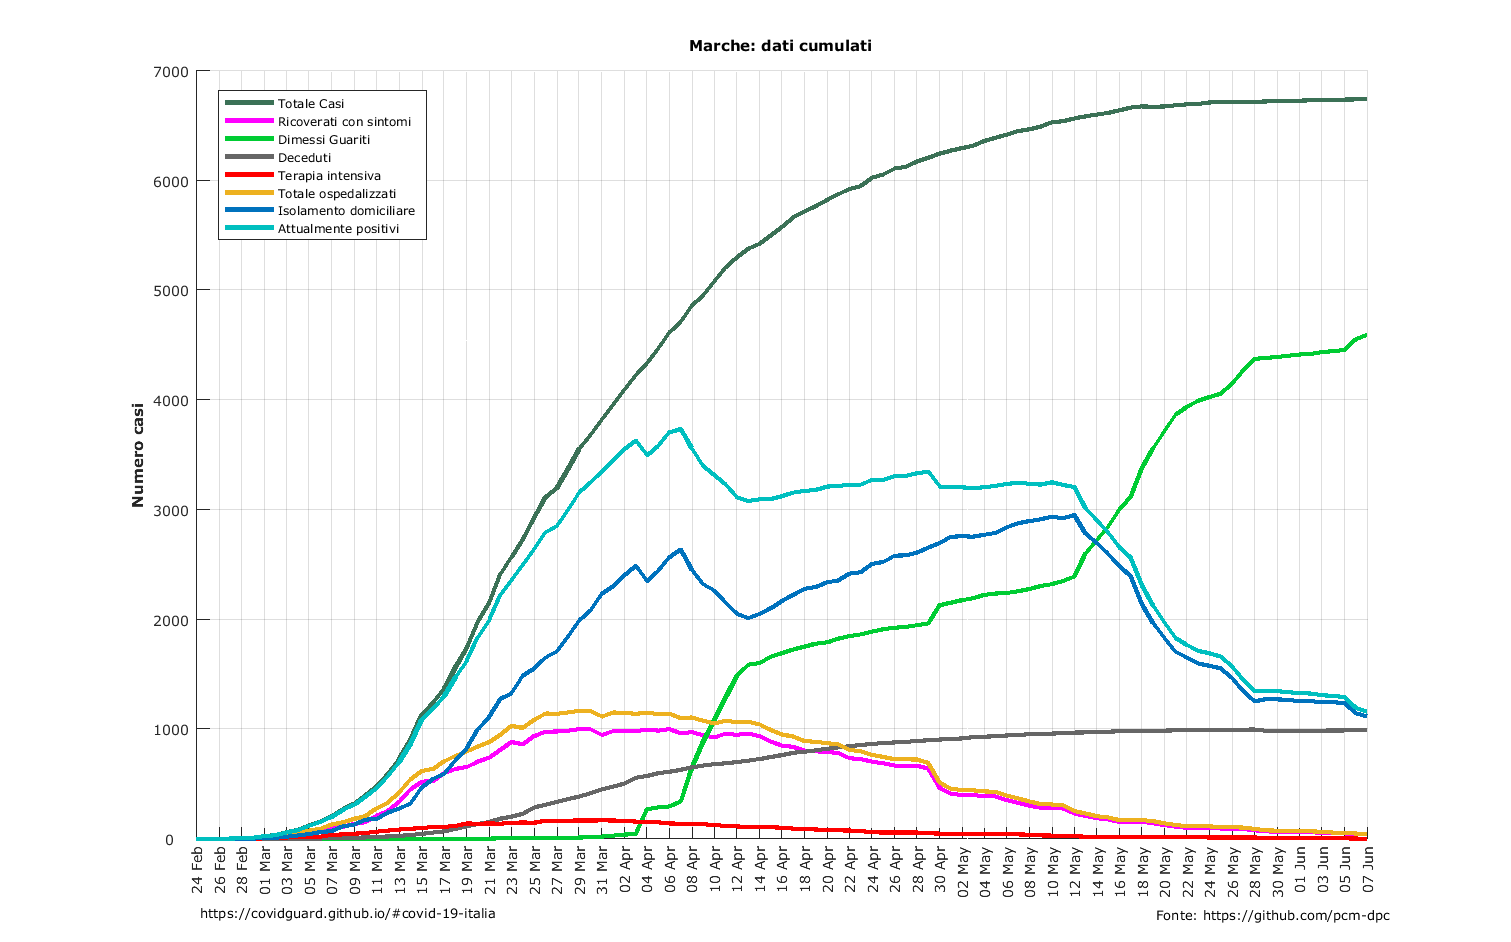 Marche: dati cumulati
Numero casi
7000
6000
5000
4000
3000
2000
1000
0
Totale Casi
Ricoverati con sintomi
Dimessi Guariti
Deceduti
Terapia intensiva
Totale ospedalizzati
Isolamento domiciliare
Attualmente positivi
24 Feb
26 Feb
28 Feb
01 Mar
03 Mar
05 Mar
07 Mar
09 Mar
11 Mar
13 Mar
15 Mar
17 Mar
19 Mar
21 Mar
23 Mar
25 Mar
27 Mar
29 Mar
31 Mar
02 Apr
04 Apr
06 Apr
08 Apr
10 Apr
12 Apr
14 Apr
16 Apr
18 Apr
20 Apr
22 Apr
24 Apr
26 Apr
28 Apr
30 Apr
02 May
04 May
06 May
08 May
10 May
12 May
14 May
16 May
18 May
20 May
22 May
24 May
26 May
28 May
30 May
01 Jun
03 Jun
05 Jun
07 Jun
https://covidguard.github.io/#covid-19-italia
Fonte: https://github.com/pcm-dpc